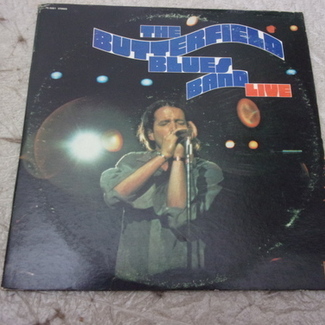 THE
BUTTERFIELD
BLUES
BAND LIVE